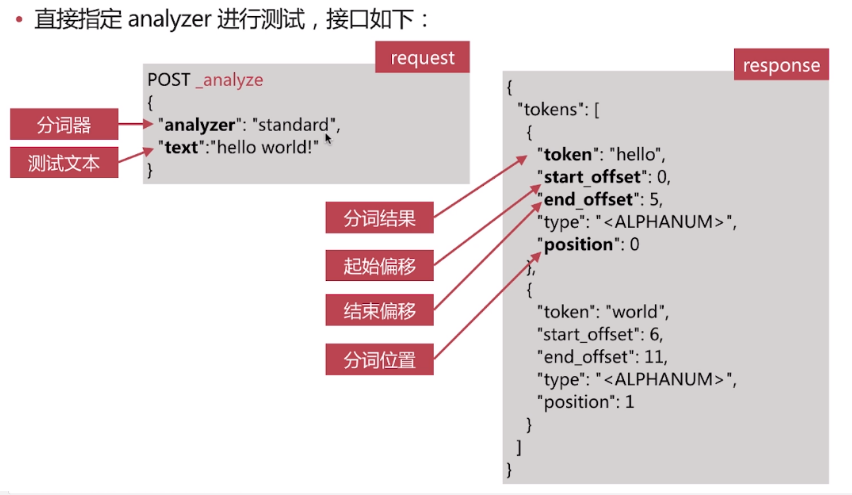 • 直接指定 analyzer 进行测试，接口如下：
request
POST _analyze
{
"analyzer": "standard",
"text":"hello world!"
}
分词器
测试文本
response
{
"tokens": [
{
"token": "hello",
"start_offset": 0,
"end_offset": 5,
"type": "<ALPHANUM>",
"position": 0
},
{
"token": "world",
"start_offset": 6,
"end_offset": 11,
"type": "<ALPHANUM>",
"position": 1
}
]
}
分词结果
起始偏移
结束偏移
分词位置